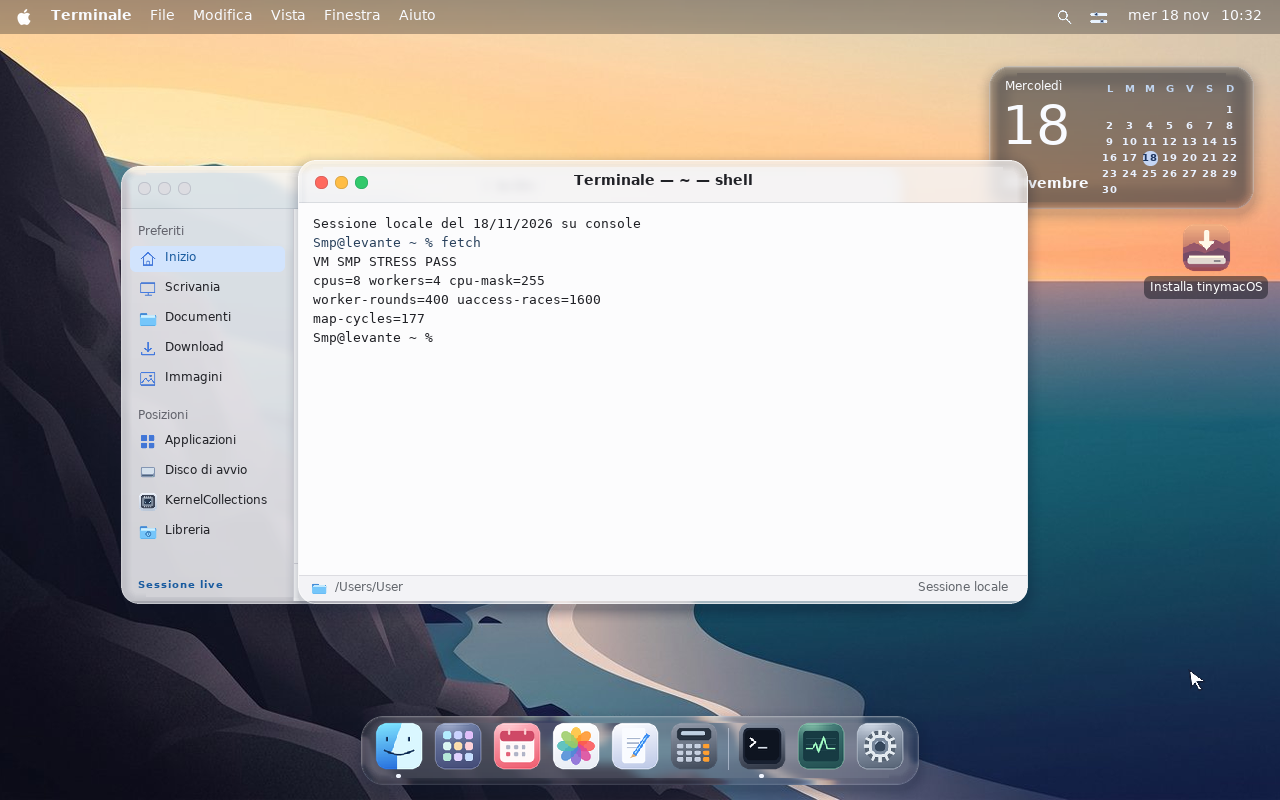 Terminale File Modifica Vista Finestra Aiuto mer 18 nov 10:32
Mercoledì
18
vembre
L M M G V S D
1
2 3 4 5 6 7 8
9 10 11 12 13 14 15
16 17 18 19 20 21 22
23 24 25 26 27 28 29
30
Installa tinymacOS
Preferiti
Inizio
Scrivania
Documenti
Download
Immagini
Posizioni
Applicazioni
Disco di avvio
KernelCollections
Libreria
Sessione live
Terminale — ~ — shell
Sessione locale del 18/11/2026 su console
Smp@levante ~ % fetch
VM SMP STRESS PASS
cpus=8 workers=4 cpu-mask=255
worker-rounds=400 uaccess-races=1600
map-cycles=177
Smp@levante ~ %
/Users/User
Sessione locale